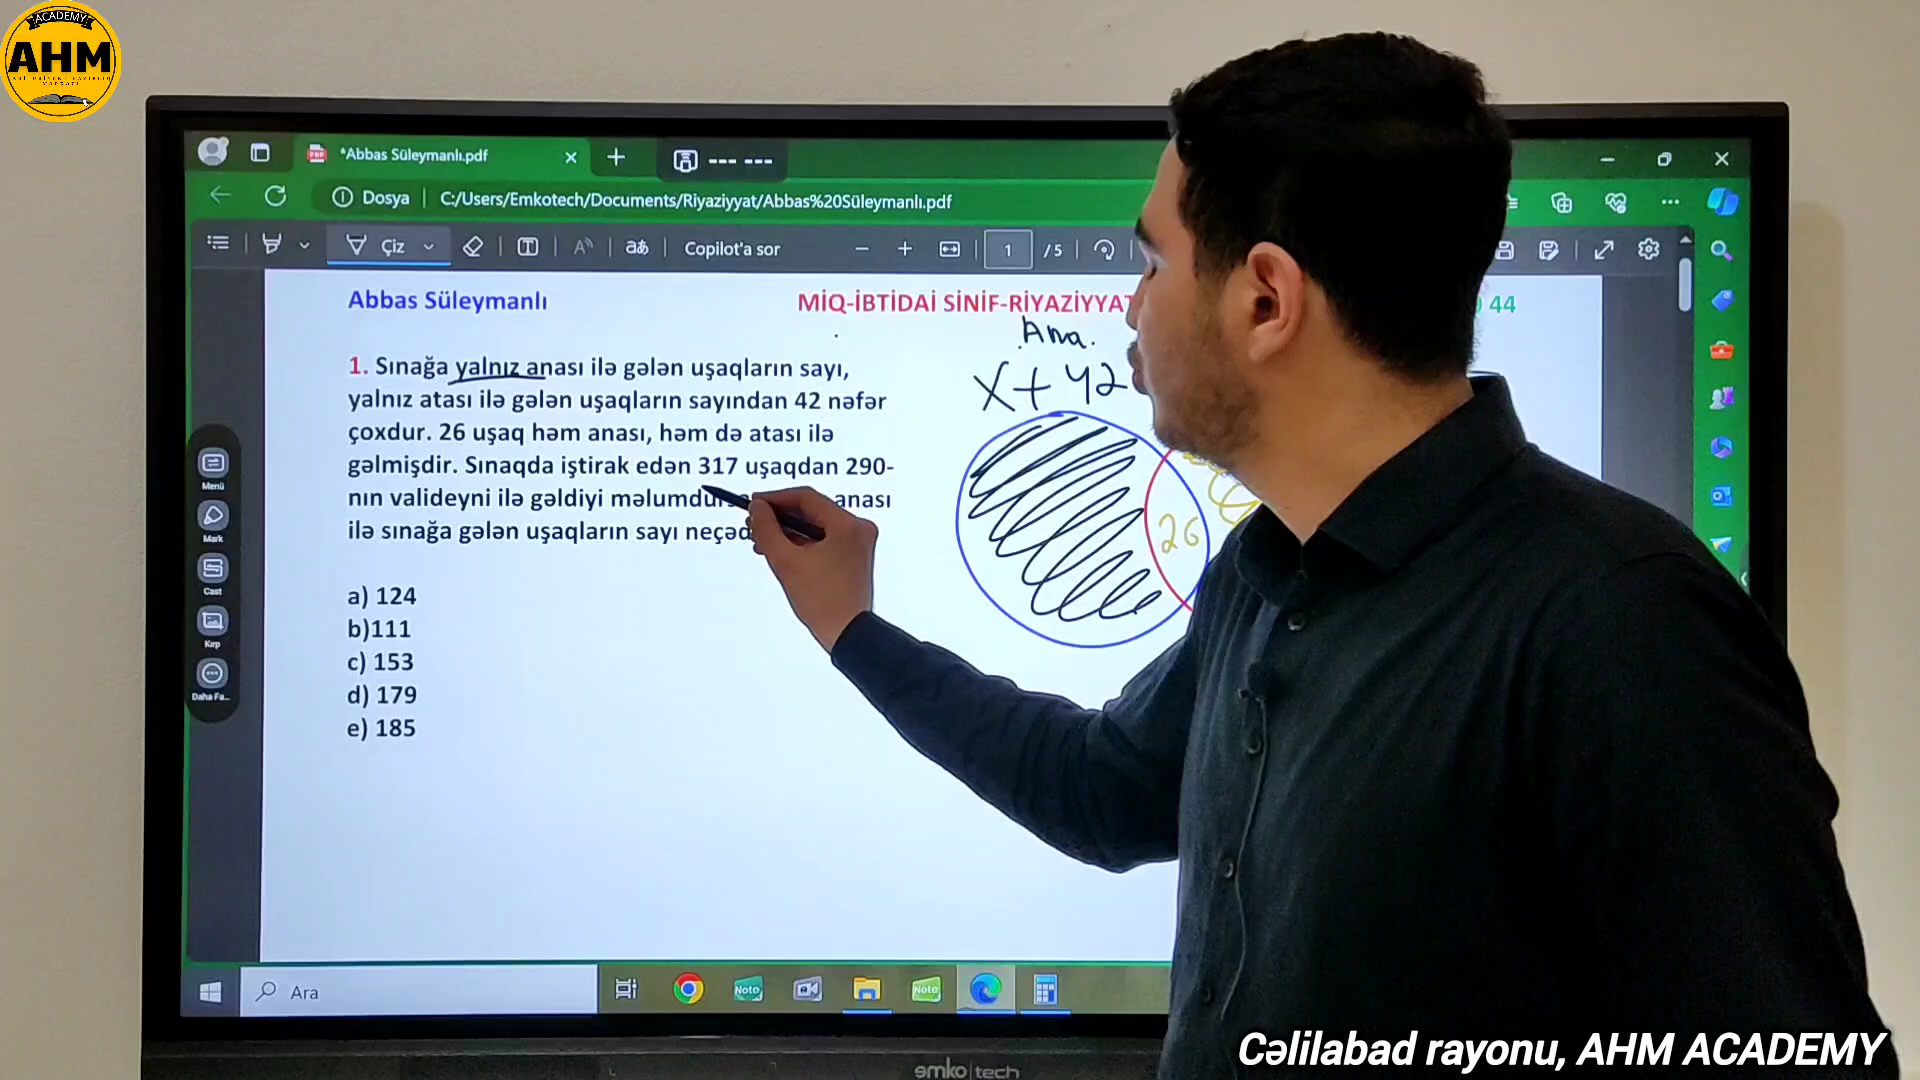 ACADEMY
AHM
*Abbas Süleymanlı.pdf
Dosya
C:/Users/Emkotech/Documents/Riyaziyyat/Abbas%20Süleymanlı.pdf
Çiz
Copilot'a sor
1 /5
Abbas Süleymanlı
MİQ-İBTİDAİ SİNİF-RİYAZİYYAT
44
Ana
x + 42
26
1. Sınağa yalnız anası ilə gələn uşaqların sayı,
yalnız atası ilə gələn uşaqların sayından 42 nəfər
çoxdur. 26 uşaq həm anası, həm də atası ilə
gəlmişdir. Sınaqda iştirak edən 317 uşaqdan 290-
nın valideyni ilə gəldiyi məlumdur anası
ilə sınağa gələn uşaqların sayı
a) 124
b)111
c) 153
d) 179
e) 185
Menü
Mark
Cast
Kırp
Daha Fa...
Ara
Note
Note
emko|tech
Cəlilabad rayonu, AHM ACADEMY